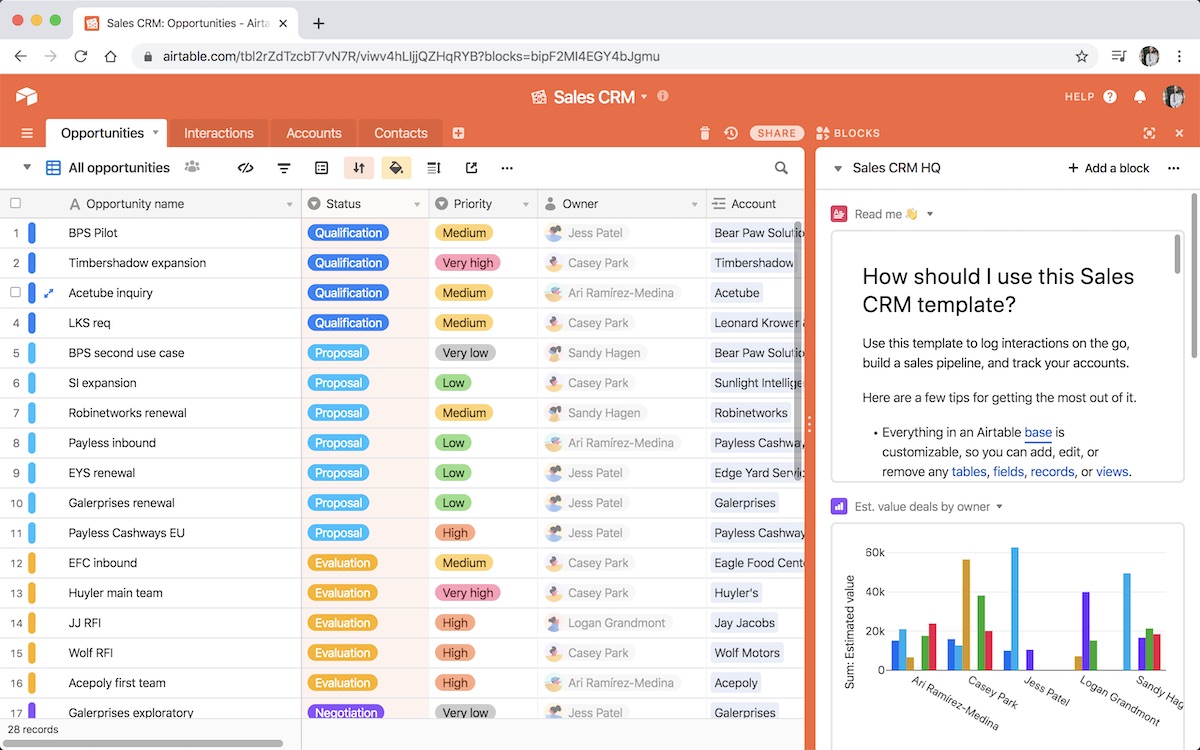 Sales CRM: Opportunities - Airta
airtable.com/tbl2rZdTzcbT7vN7R/viwv4hLIjjQZHqRYB?blocks=bipF2MI4EGY4bJgmu
Sales CRM
HELP
Opportunities Interactions Accounts Contacts
SHARE BLOCKS
All opportunities
Sales CRM HQ
Add a block
Opportunity name Status Priority Owner Account
1 BPS Pilot Qualification Medium Jess Patel Bear Paw Solutio
2 Timbershadow expansion Qualification Very high Casey Park Timbershadow
Acetube inquiry Qualification Medium Ari Ramírez-Medina Acetube
4 LKS req Qualification Medium Casey Park Leonard Krower
5 BPS second use case Proposal Very low Sandy Hagen Bear Paw Solutio
6 SI expansion Proposal Low Casey Park Sunlight Intellige
7 Robinetworks renewal Proposal Medium Sandy Hagen Robinetworks
8 Payless inbound Proposal Low Ari Ramírez-Medina Payless Cashway
9 EYS renewal Proposal Low Jess Patel Edge Yard Servic
10 Galerprises renewal Proposal Low Jess Patel Galerprises
11 Payless Cashways EU Proposal High Jess Patel Payless Cashway
12 EFC inbound Evaluation Medium Casey Park Eagle Food Cent
13 Huyler main team Evaluation Very high Casey Park Huyler's
14 JJ RFI Evaluation High Logan Grandmont Jay Jacobs
15 Wolf RFI Evaluation High Casey Park Wolf Motors
16 Acepoly first team Evaluation High Ari Ramírez-Medina Acepoly
17 Galerprises exploratory Negotiation Very low Jess Patel Galerprises
28 records
Read me 👋
How should I use this Sales
CRM template?
Use this template to log interactions on the go,
build a sales pipeline, and track your accounts.
Here are a few tips for getting the most out of it.
• Everything in an Airtable base is
customizable, so you can add, edit, or
remove any tables, fields, records, or views.
Est. value deals by owner
Sum: Estimated value
60k
40k
20k
0
Ari Ramírez-Medina
Casey Park
Jess Patel
Logan Grandmont
Sandy Hag